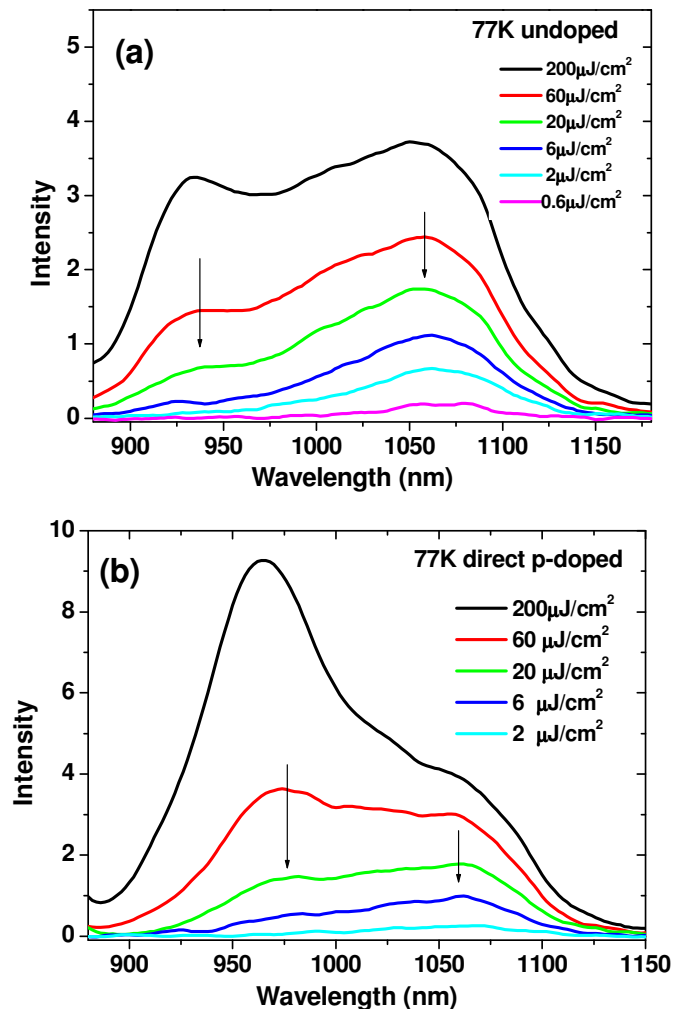 (a)
77K undoped
200μJ/cm²
60μJ/cm²
20μJ/cm²
6μJ/cm²
2μJ/cm²
0.6μJ/cm²
5
4
3
2
1
0
Intensity
900 950 1000 1050 1100 1150
Wavelength (nm)
(b)
77K direct p-doped
200μJ/cm²
60 μJ/cm²
20 μJ/cm²
6 μJ/cm²
2 μJ/cm²
10
8
6
4
2
0
Intensity
900 950 1000 1050 1100 1150
Wavelength (nm)